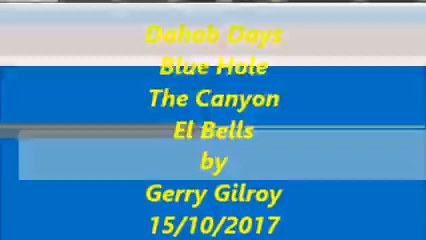 Dahab Days
Blue Hole
The Canyon
El Bells
by
Gerry Gilroy
15/10/2017